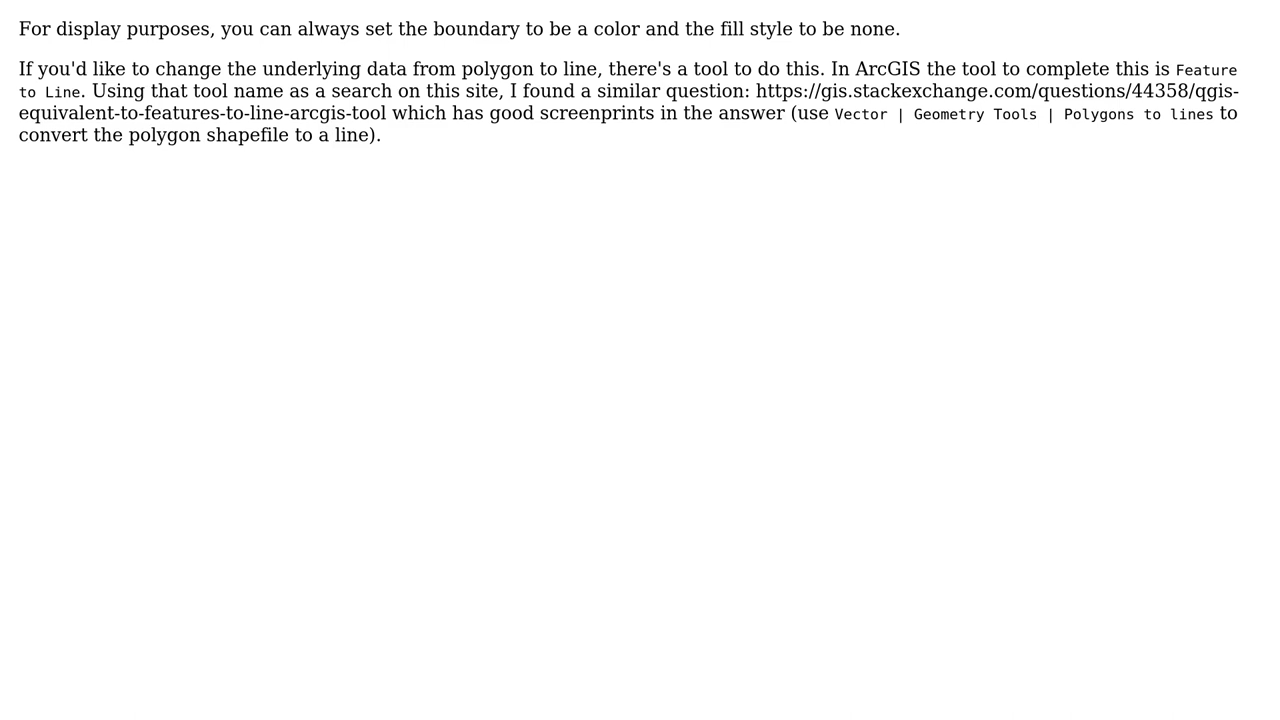 For display purposes, you can always set the boundary to be a color and the fill style to be none.
If you'd like to change the underlying data from polygon to line, there's a tool to do this. In ArcGIS the tool to complete this is Feature
to Line. Using that tool name as a search on this site, I found a similar question: https://gis.stackexchange.com/questions/44358/qgis-
equivalent-to-features-to-line-arcgis-tool which has good screenprints in the answer (use Vector | Geometry Tools | Polygons to lines to
convert the polygon shapefile to a line).